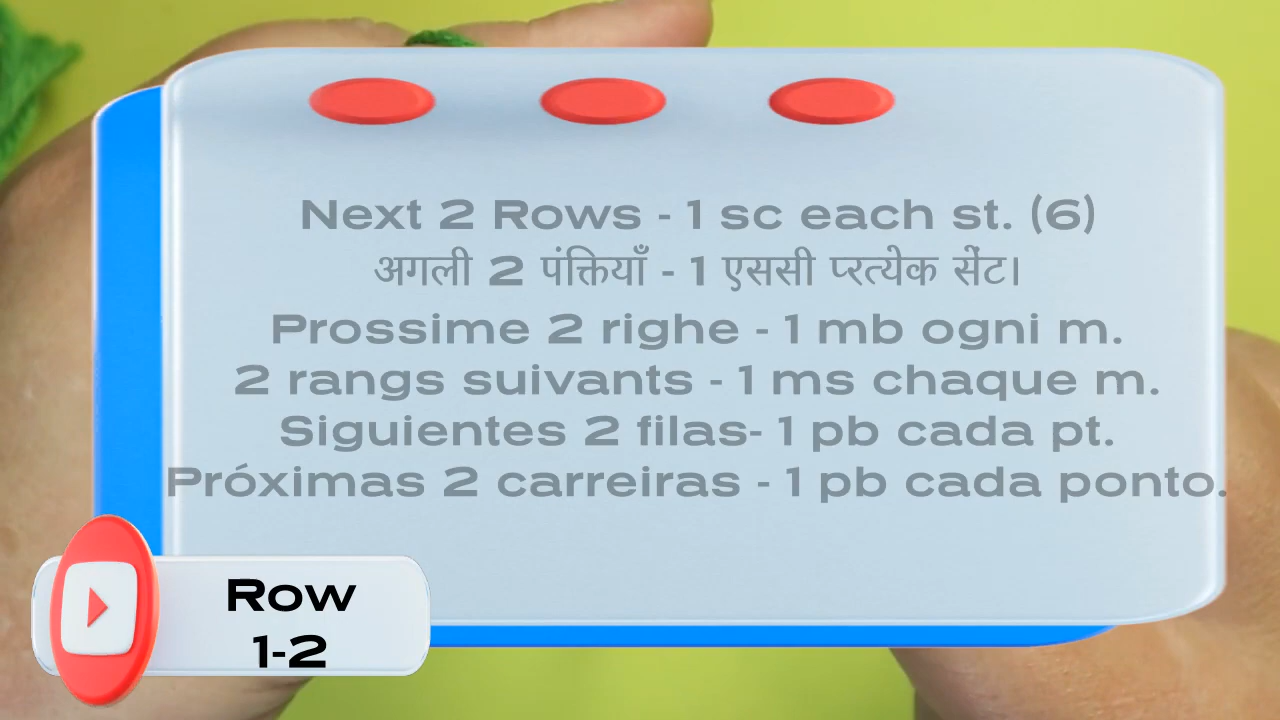 Next 2 Rows - 1 sc each st. (6)
अगली 2 पंक्तियाँ - 1 एससी प्रत्येक सेंट।
Prossime 2 righe - 1 mb ogni m.
2 rangs suivants - 1 ms chaque m.
Siguientes 2 filas- 1 pb cada pt.
Próximas 2 carreiras - 1 pb cada ponto.
Row
1-2